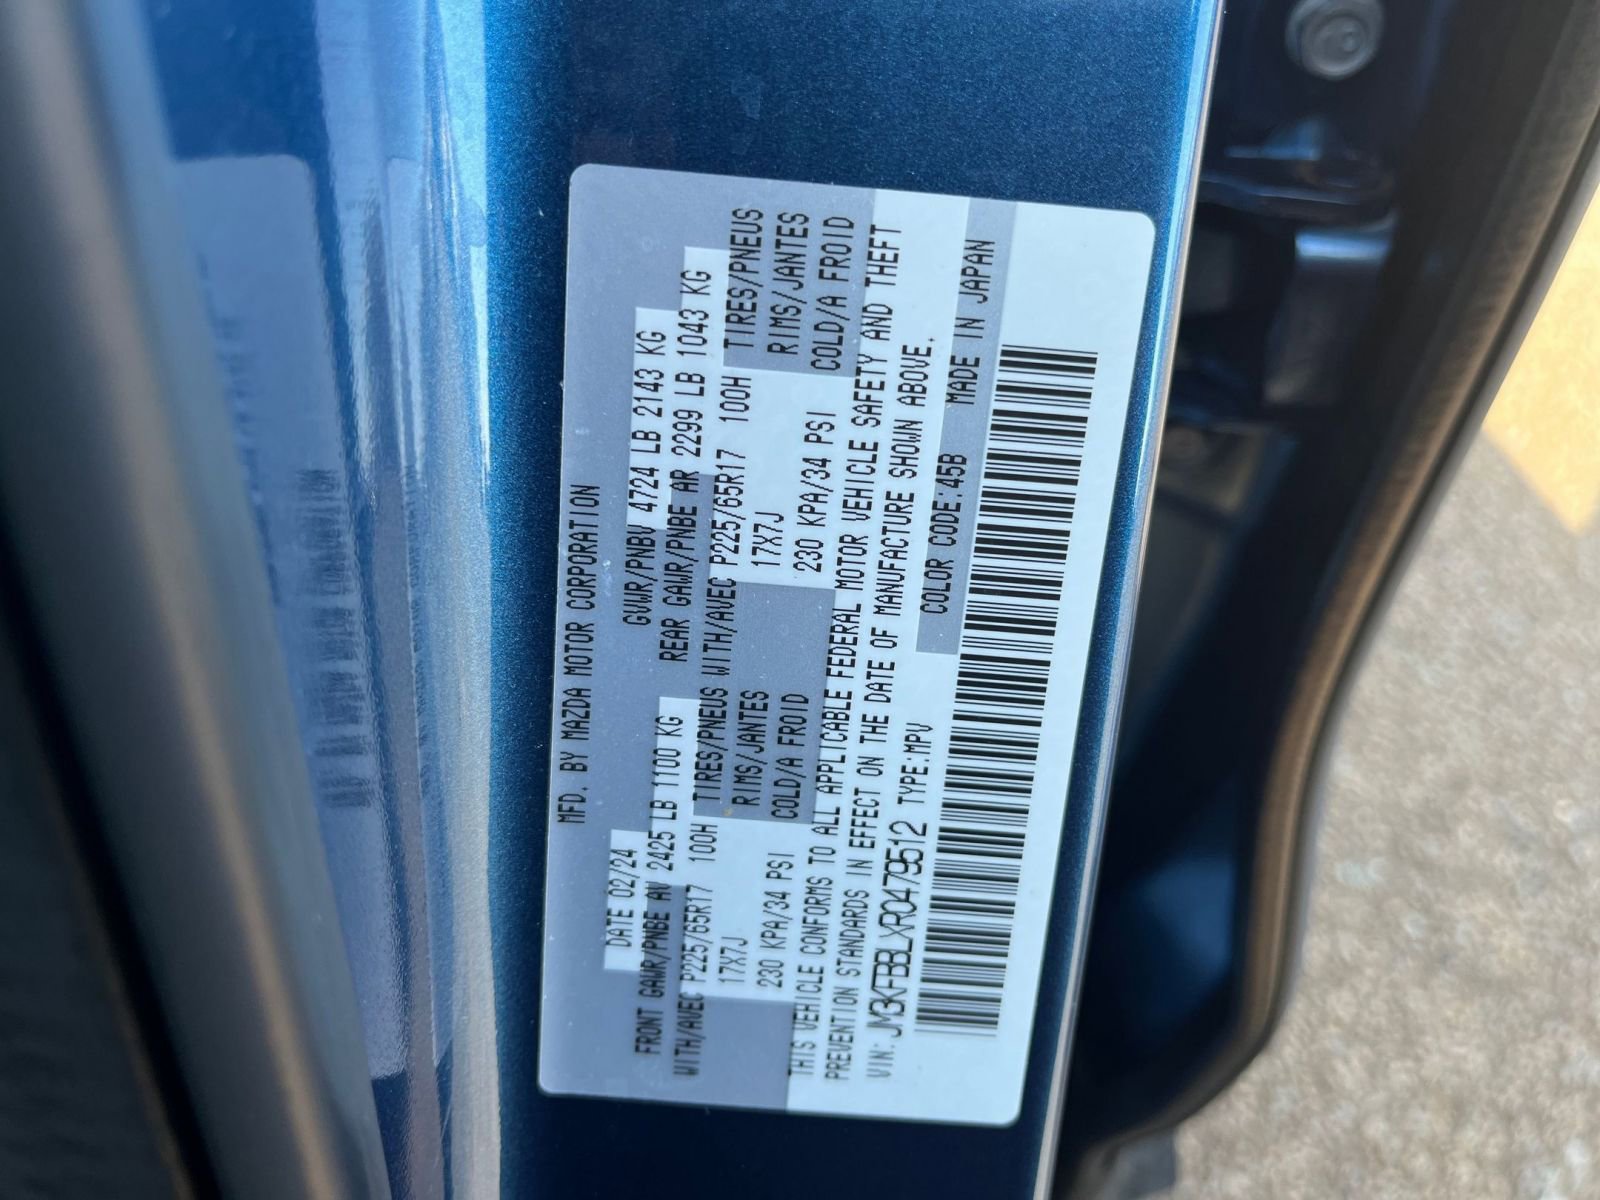 MFD. BY MAZDA MOTOR CORPORATION
DATE 02/24 GVWR/PNBV 4724 LB 2143 KG
FRONT GAWR/PNBE AV 2425 LB 1100 KG REAR GAWR/PNBE AR 2299 LB 1043 KG
WITH/AVEC P225/65R17 100H TIRES/PNEUS WITH/AVEC P225/65R17 100H TIRES/PNEUS
17X7J RIMS/JANTES 17X7J RIMS/JANTES
230 KPA/34 PSI COLD/A FROID 230 KPA/34 PSI COLD/A FROID
THIS VEHICLE CONFORMS TO ALL APPLICABLE FEDERAL MOTOR VEHICLE SAFETY AND THEFT
PREVENTION STANDARDS IN EFFECT ON THE DATE OF MANUFACTURE SHOWN ABOVE.
VIN: JM3KFBBLXR0479512 TYPE:MPV COLOR CODE:45B MADE IN JAPAN